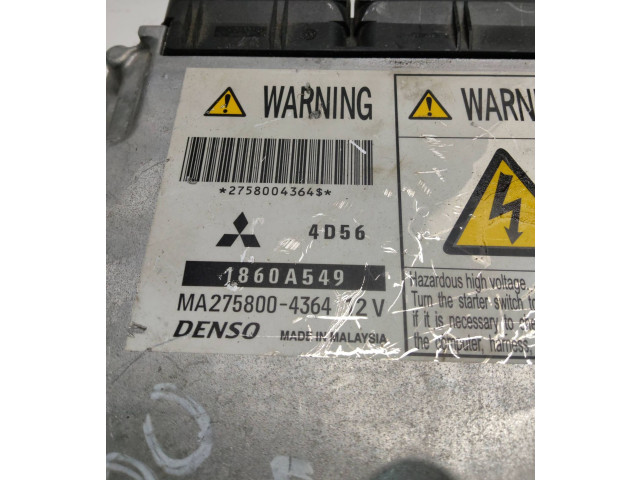 WARNING
*2758004364$*
4D56
1860A549
MA275800-4364 12V
DENSO MADE IN MALAYSIA
WARN
Hazardous high voltage.
Turn the starter switch to
if it is necessary to
the computer, harness,